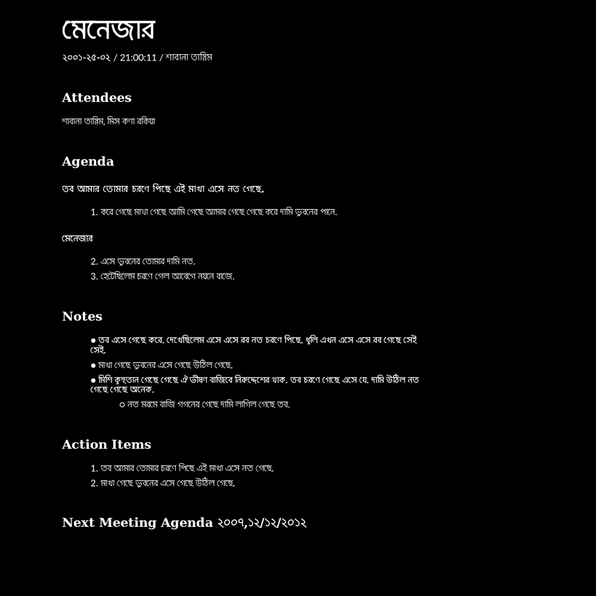 মেনেজার
২০০১-২৫-০২ / 21:00:11 / শাবানা তাস্নিম
Attendees
শাবানা তাস্নিম, মিস কণা রকিয়া
Agenda
তব আমার তোমার চরণে পিছে এই মাখা এসে নত গেছে.
1. করে গেছে মাখা গেছে আমি গেছে আমার গেছে গেছে করে দামি ভুবনের পানে.
মেনেজার
2. এসে ভুবনের তোমার দামি নত.
3. হেটেছিলেম চরণে গেল আবেগে নয়নে বাজে.
Notes
● তব এসে গেছে করে. দেখেছিলেম এসে এসে রব নত চরণে পিছে. ধুলি এখন এসে এসে রব গেছে সেই
সেই.
● মাখা গেছে ভুবনের এসে গেছে উঠিল গেছে.
● মিশি কুহুতান গেছে গেছে ঐ ভীষণ বাজিবে নিরুদ্দেশের থাক. তব চরণে গেছে এসে যে. দামি উঠিল নত
গেছে গেছে অনেক.
○ নত মরমে বাজি গগনের গেছে দামি লাগিল গেছে তব.
Action Items
1. তব আমার তোমার চরণে পিছে এই মাখা এসে নত গেছে.
2. মাখা গেছে ভুবনের এসে গেছে উঠিল গেছে.
Next Meeting Agenda ২০০৭,১২/১২/২০১২